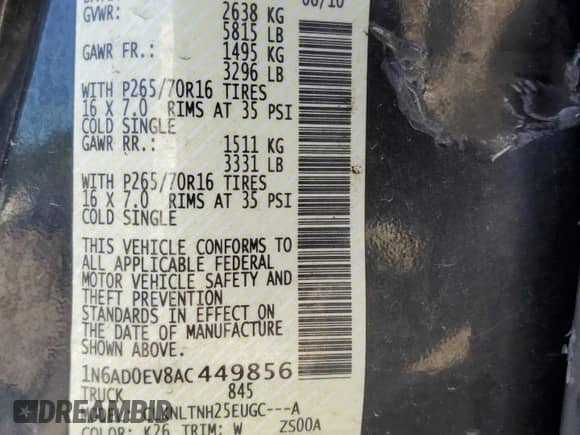 GVWR: 2638 KG
5815 LB
GAWR FR.: 1495 KG
3296 LB
WITH P265/70R16 TIRES
16 X 7.0 RIMS AT 35 PSI
COLD SINGLE
GAWR RR.: 1511 KG
3331 LB
WITH P265/70R16 TIRES
16 X 7.0 RIMS AT 35 PSI
COLD SINGLE
THIS VEHICLE CONFORMS TO
ALL APPLICABLE FEDERAL
MOTOR VEHICLE SAFETY AND
THEFT PREVENTION
STANDARDS IN EFFECT ON
THE DATE OF MANUFACTURE
SHOWN ABOVE.
1N6AD0EV8AC449856
TRUCK 845
COLOR: K26 TRIM: W ZS00A
RideSafely